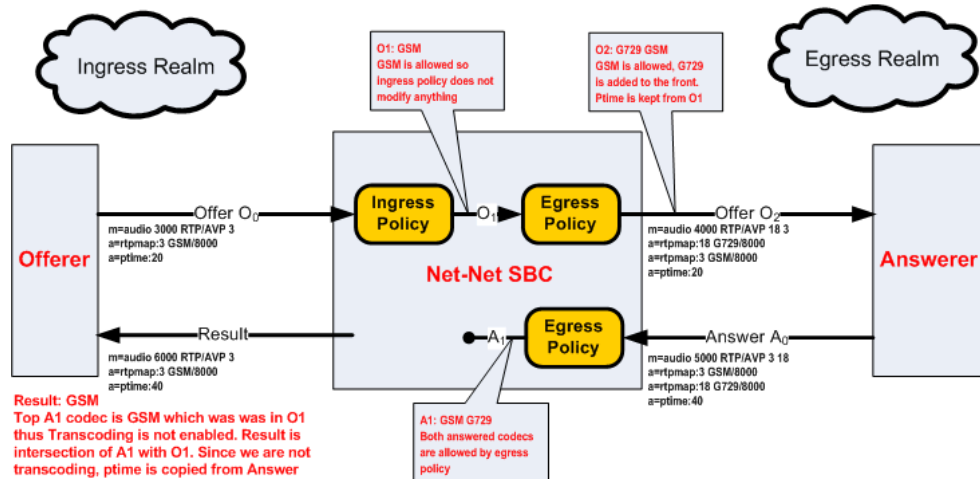 Ingress Realm
Egress Realm
O1: GSM
GSM is allowed so
ingress policy does not
modify anything
O2: G729 GSM
GSM is allowed, G729
is added to the front.
Ptime is kept from O1
Offerer
Offer O0
m=audio 3000 RTP/AVP 3
a=rtpmap:3 GSM/8000
a=ptime:20
Ingress
Policy
O1
Egress
Policy
Offer O2
m=audio 4000 RTP/AVP 18 3
a=rtpmap:18 G729/8000
a=rtpmap:3 GSM/8000
a=ptime:20
Answerer
Net-Net SBC
Result
m=audio 6000 RTP/AVP 3
a=rtpmap:3 GSM/8000
a=ptime:40
A1
Egress
Policy
Answer A0
m=audio 5000 RTP/AVP 3 18
a=rtpmap:3 GSM/8000
a=rtpmap:18 G729/8000
a=ptime:40
Result: GSM
Top A1 codec is GSM which was was in O1
thus Transcoding is not enabled. Result is
intersection of A1 with O1. Since we are not
transcoding, ptime is copied from Answer
A1: GSM G729
Both answered codecs
are allowed by egress
policy